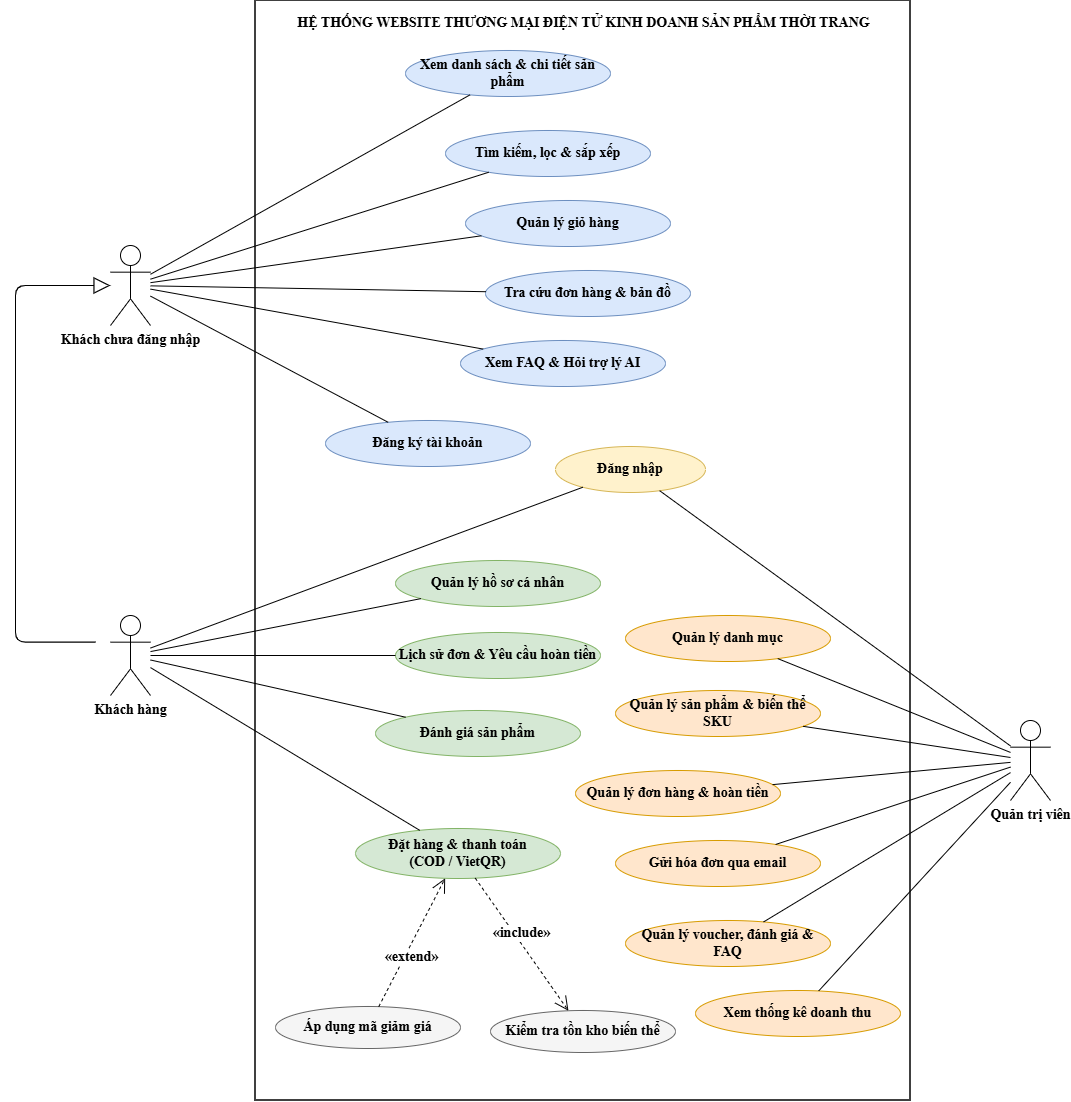 HỆ THỐNG WEBSITE THƯƠNG MẠI ĐIỆN TỬ KINH DOANH SẢN PHẨM THỜI TRANG
Xem danh sách & chi tiết sản
phẩm
Tìm kiếm, lọc & sắp xếp
Quản lý giỏ hàng
Tra cứu đơn hàng & bản đồ
Khách chưa đăng nhập
Xem FAQ & Hỏi trợ lý AI
Đăng ký tài khoản
Đăng nhập
Quản lý hồ sơ cá nhân
Quản lý danh mục
Lịch sử đơn & Yêu cầu hoàn tiền
Khách hàng
Quản lý sản phẩm & biến thể
SKU
Đánh giá sản phẩm
Quản lý đơn hàng & hoàn tiền
Quản trị viên
Đặt hàng & thanh toán
(COD / VietQR)
Gửi hóa đơn qua email
«include»
Quản lý voucher, đánh giá &
FAQ
«extend»
Xem thống kê doanh thu
Áp dụng mã giảm giá
Kiểm tra tồn kho biến thể